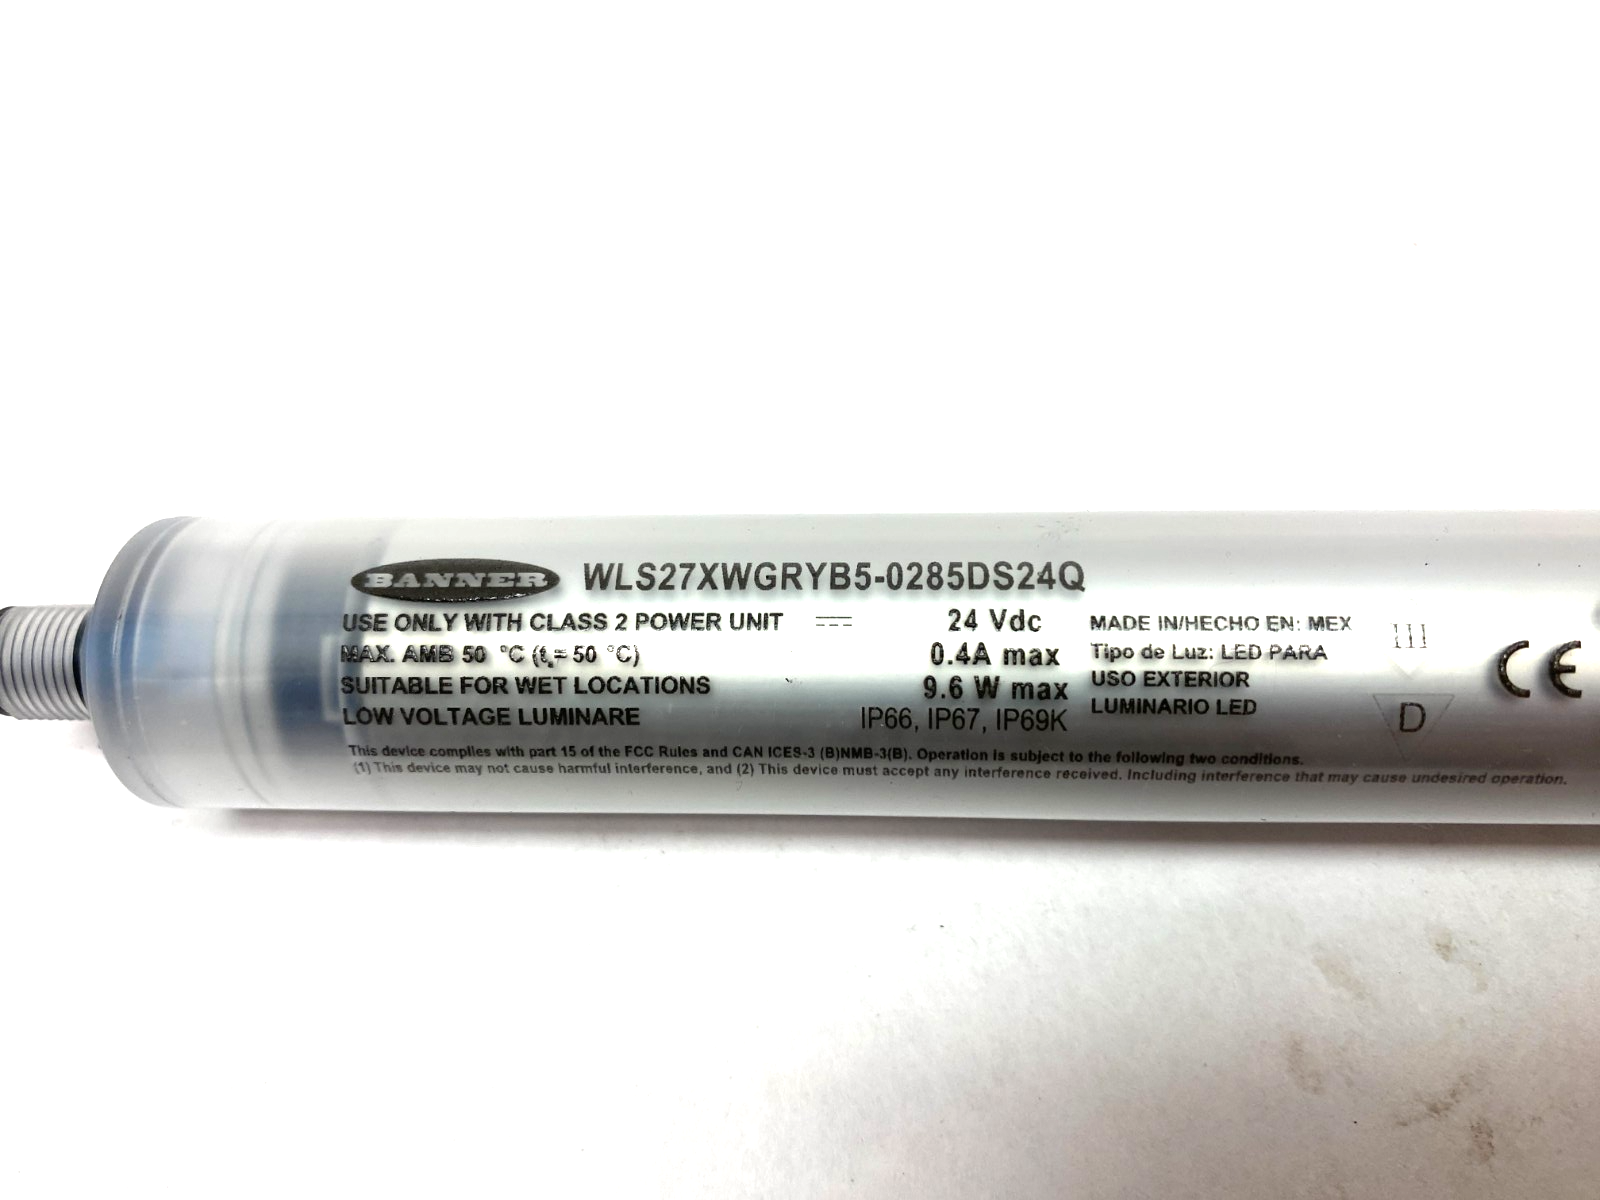 BANNER WLS27XWGRYB5-0285DS24Q
USE ONLY WITH CLASS 2 POWER UNIT 24 Vdc
MAX. AMB 50 °C (tₐ= 50 °C) 0.4A max
SUITABLE FOR WET LOCATIONS 9.6 W max
LOW VOLTAGE LUMINARE IP66, IP67, IP69K
MADE IN/HECHO EN: MEX
Tipo de Luz: LED PARA
USO EXTERIOR
LUMINARIO LED
III
D
CE
This device complies with part 15 of the FCC Rules and CAN ICES-3 (B)NMB-3(B). Operation is subject to the following two conditions.
(1) This device may not cause harmful interference, and (2) This device must accept any interference received. Including interference that may cause undesired operation.